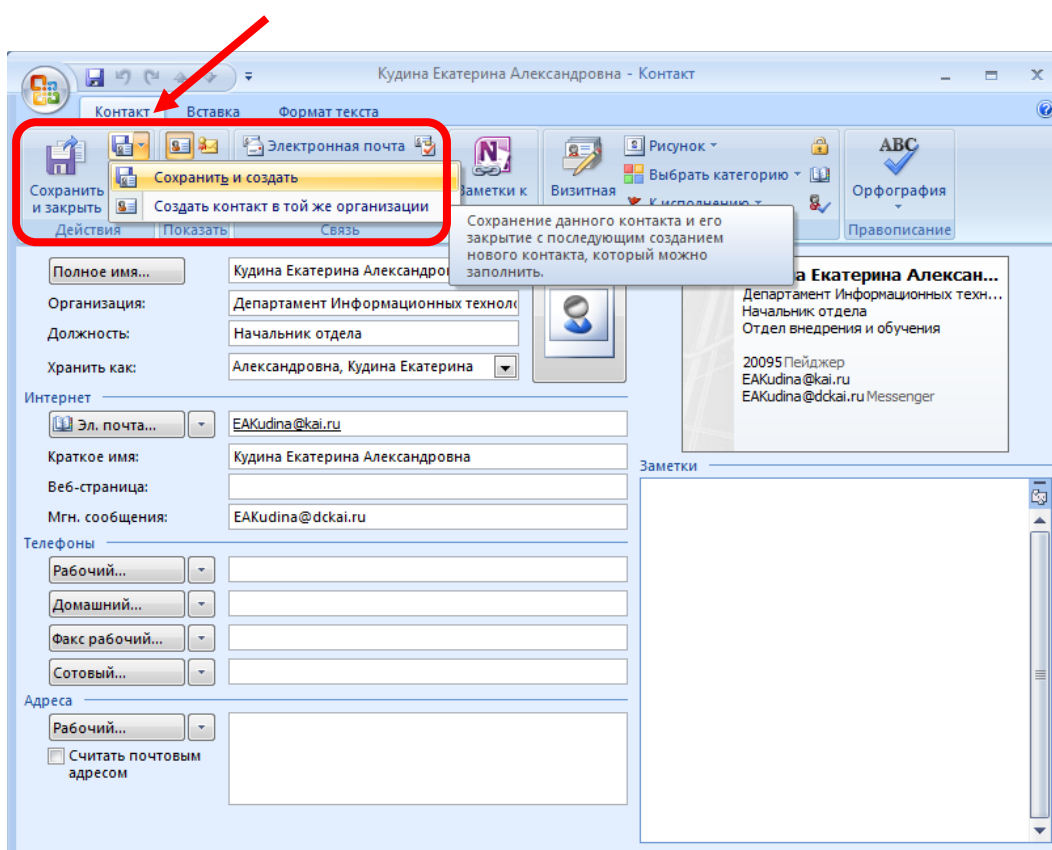 Кудина Екатерина Александровна - Контакт
Контакт Вставка Формат текста
Электронная почта
Рисунок
ABC
Сохранить и создать
Выбрать категорию
Сохранить и закрыть
Создать контакт в той же организации
Заметки к
Визитная
К исполнению
Орфография
Действия Показать Связь
Правописание
Сохранение данного контакта и его
закрытие с последующим созданием
нового контакта, который можно
заполнить.
Полное имя...
Кудина Екатерина Александро
Организация:
Департамент Информационных техноло
Должность:
Начальник отдела
Хранить как:
Александровна, Кудина Екатерина
а Екатерина Алексан...
Департамент Информационных техн...
Начальник отдела
Отдел внедрения и обучения
20095 Пейджер
EAKudina@kai.ru
EAKudina@dckai.ru Messenger
Интернет
Эл. почта...
EAKudina@kai.ru
Краткое имя:
Кудина Екатерина Александровна
Веб-страница:
Мгн. сообщения:
EAKudina@dckai.ru
Заметки
Телефоны
Рабочий...
Домашний...
Факс рабочий...
Сотовый...
Адреса
Рабочий...
Считать почтовым
адресом